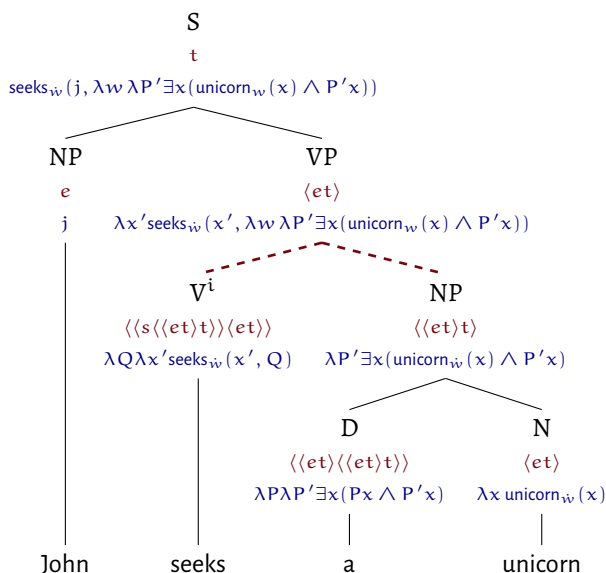 S
t
seeks_ẇ(j, λw λP′∃x(unicorn_w(x) ∧ P′x))
NP VP
e ⟨et⟩
j λx′seeks_ẇ(x′, λw λP′∃x(unicorn_w(x) ∧ P′x))
Vⁱ NP
⟨⟨s⟨⟨et⟩t⟩⟩⟨et⟩⟩ ⟨⟨et⟩t⟩
λQλx′seeks_ẇ(x′, Q) λP′∃x(unicorn_ẇ(x) ∧ P′x)
D N
⟨⟨et⟩⟨⟨et⟩t⟩⟩ ⟨et⟩
λPλP′∃x(Px ∧ P′x) λx unicorn_ẇ(x)
John seeks a unicorn